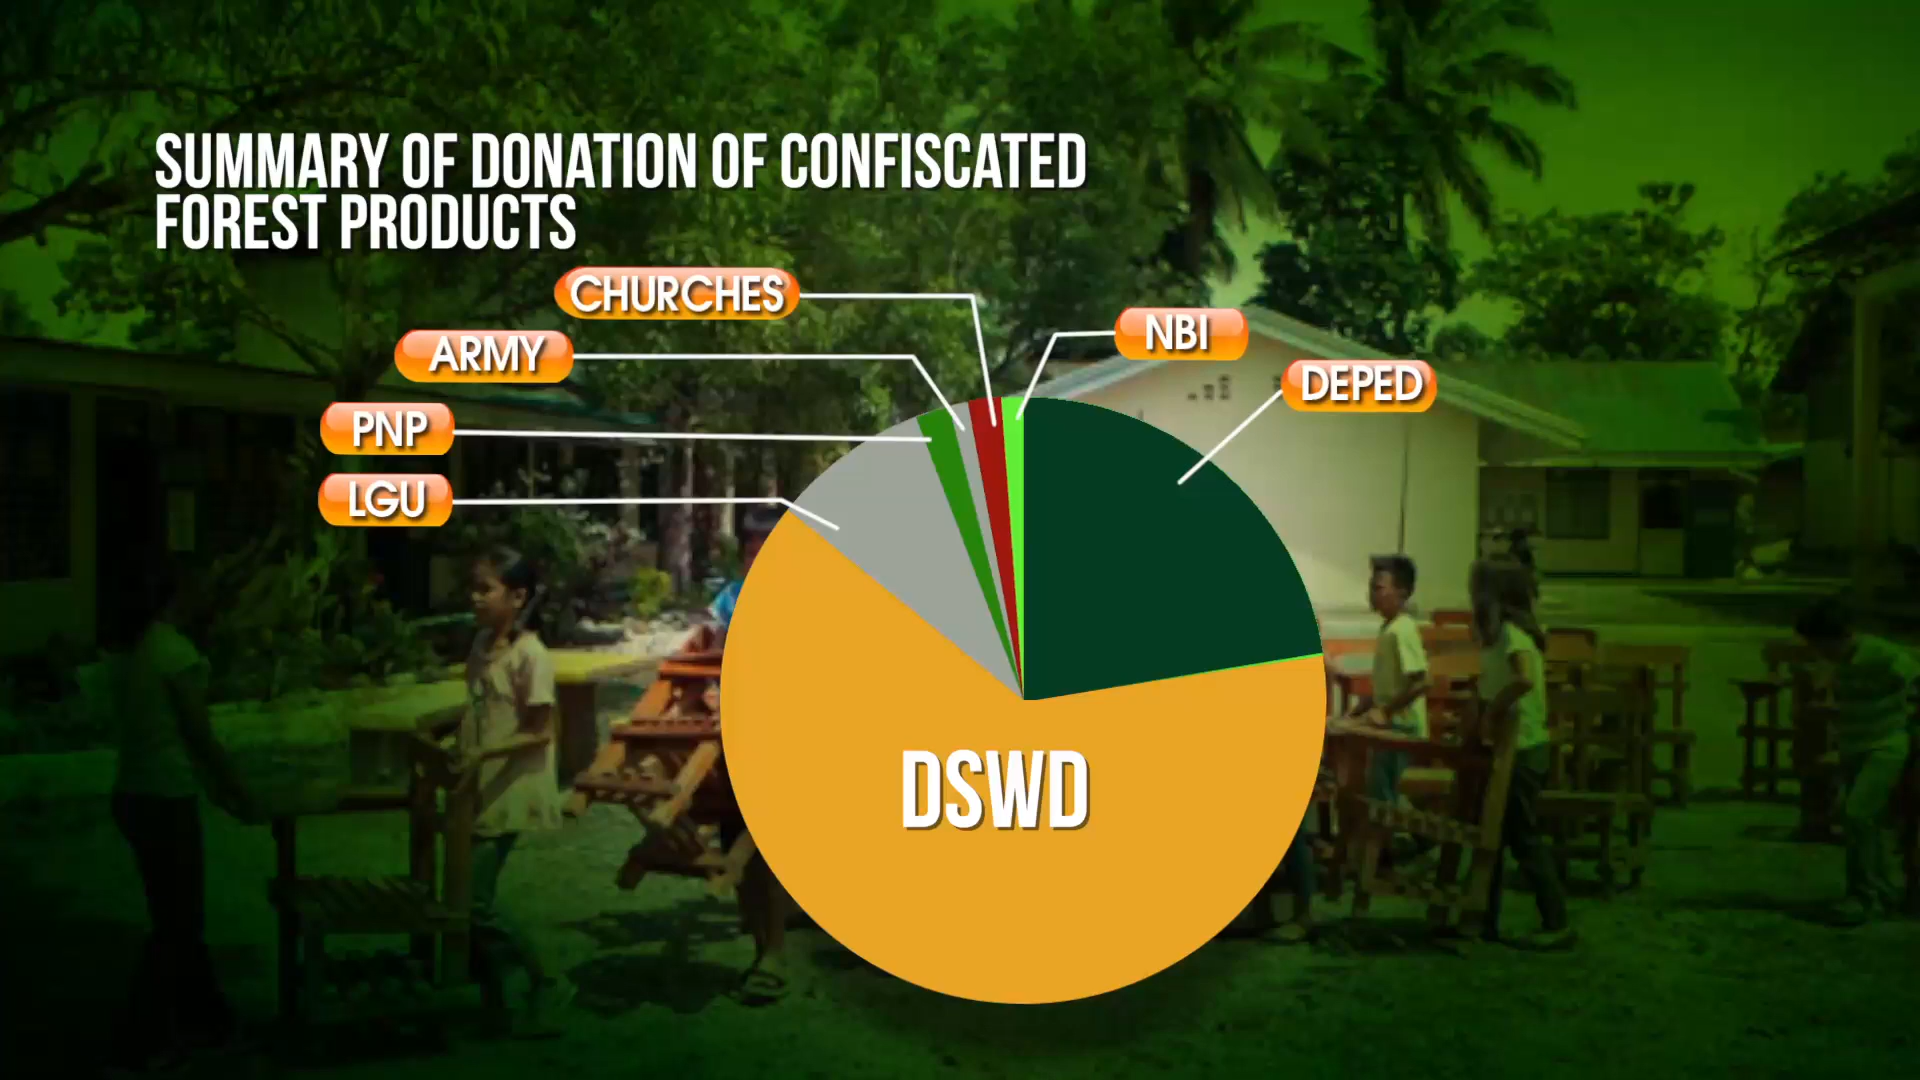 SUMMARY OF DONATION OF CONFISCATED
FOREST PRODUCTS
CHURCHES
NBI
ARMY
DEPED
PNP
LGU
DSWD